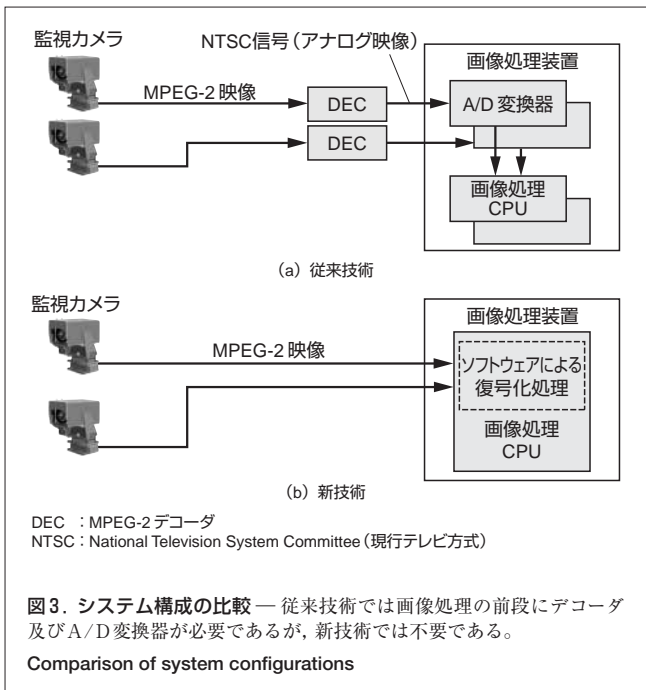 監視カメラ
NTSC信号（アナログ映像）
画像処理装置
MPEG-2 映像
DEC
A/D 変換器
DEC
画像処理
CPU
(a) 従来技術
監視カメラ
画像処理装置
MPEG-2 映像
ソフトウェアによる
復号化処理
画像処理
CPU
(b) 新技術
DEC ：MPEG-2 デコーダ
NTSC：National Television System Committee（現行テレビ方式）
図3．システム構成の比較 ― 従来技術では画像処理の前段にデコーダ
及びA／D変換器が必要であるが，新技術では不要である。
Comparison of system configurations